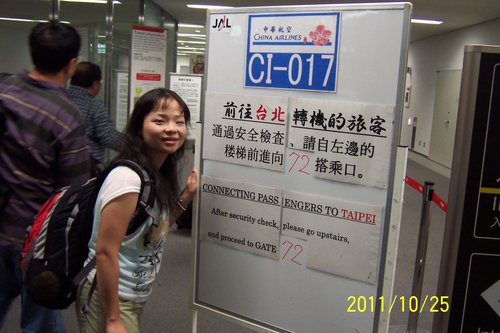 JAL
中華航空
CHINA AIRLINES
CI-017
前往台北 轉機的旅客
通過安全檢查、請自左邊的
樓梯前進向 72 搭乘口。
CONNECTING PASSENGERS TO TAIPEI
After security check, please go upstairs,
and proceed to GATE 72
2011/10/25